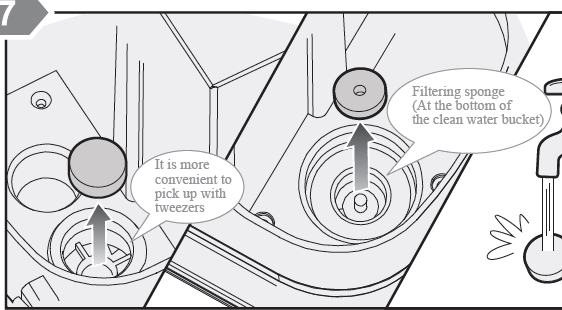 7
It is more
convenient to
pick up with
tweezers
Filtering sponge
(At the bottom of
the clean water bucket)